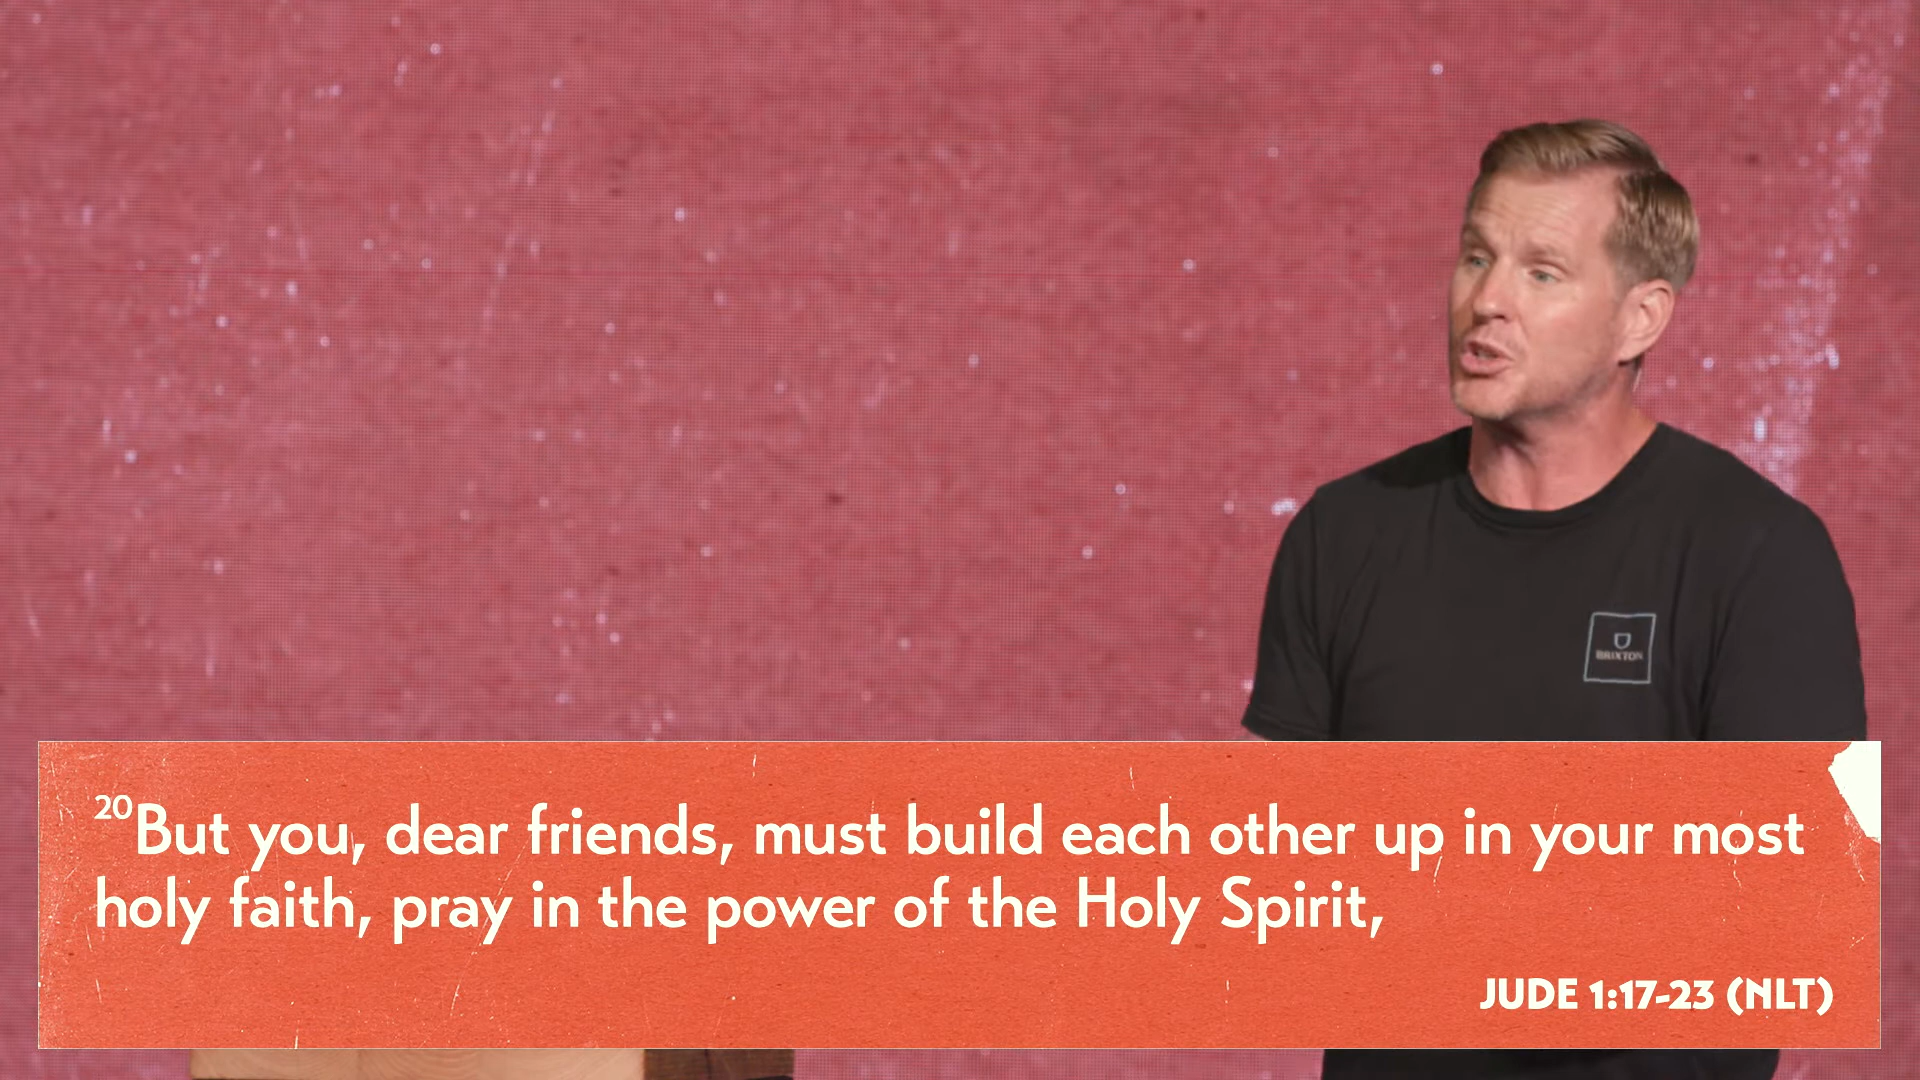 BRIXTON
²⁰But you, dear friends, must build each other up in your most
holy faith, pray in the power of the Holy Spirit,
JUDE 1:17-23 (NLT)